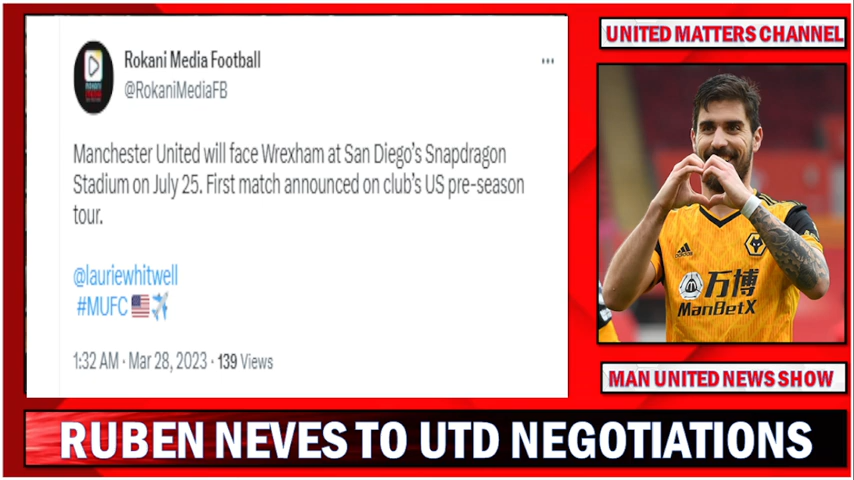 Rokani Media Football
@RokaniMediaFB
Manchester United will face Wrexham at San Diego's Snapdragon
Stadium on July 25. First match announced on club's US pre-season
tour.
@lauriewhitwell
#MUFC
1:32 AM · Mar 28, 2023 · 139 Views
UNITED MATTERS CHANNEL
万博
ManBetX
MAN UNITED NEWS SHOW
RUBEN NEVES TO UTD NEGOTIATIONS